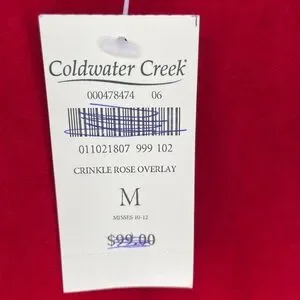 Coldwater Creek®
000478474 06
011021807 999 102
CRINKLE ROSE OVERLAY
M
MISSES 10-12
$99.00